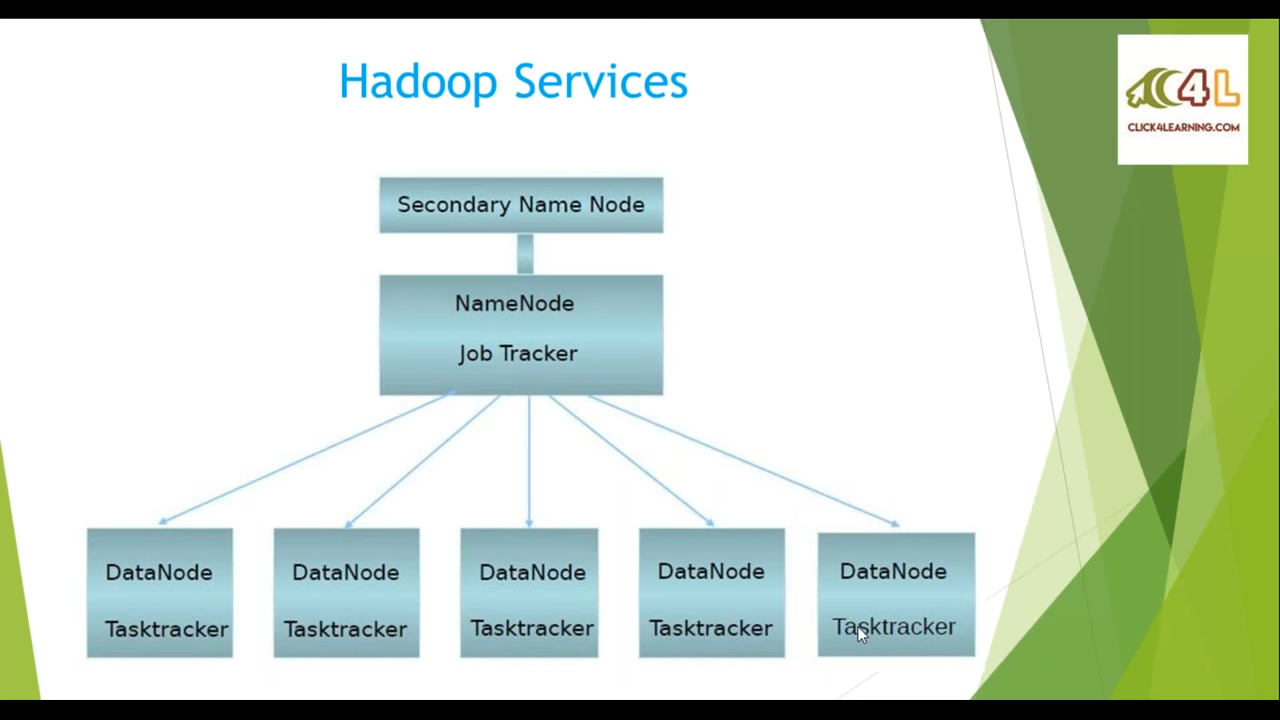 Hadoop Services
C4L
CLICK4LEARNING.COM
Secondary Name Node
NameNode
Job Tracker
DataNode
Tasktracker
DataNode
Tasktracker
DataNode
Tasktracker
DataNode
Tasktracker
DataNode
Tasktracker